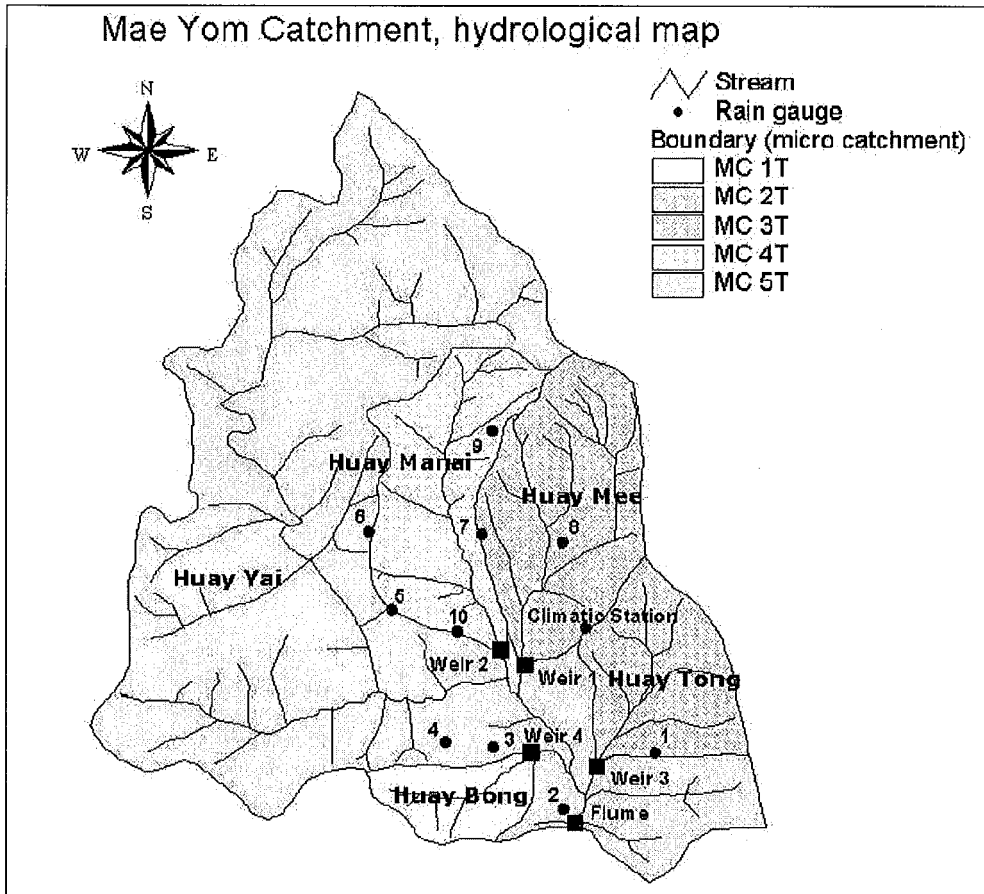 Mae Yom Catchment, hydrological map
N
W E
S
Stream
Rain gauge
Boundary (micro catchment)
MC 1T
MC 2T
MC 3T
MC 4T
MC 5T
9
Huay Manai
Huay Mee
6
7
8
Huay Yai
5
10
Climatic Station
Weir 2
Weir 1
Huay Tong
4
3
Weir 4
1
Weir 3
Huay Bong
2
Flume